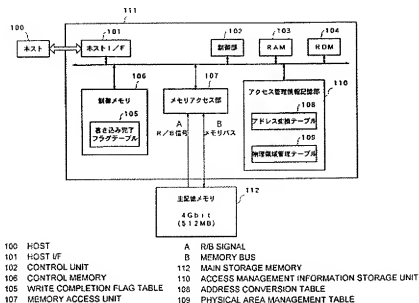 111
100
ホスト
101
ホストI/F
102
制御部
103
RAM
104
ROM
106
制御メモリ
105
書き込み完了
フラグテーブル
107
メモリアクセス部
A
R/B信号
B
メモリバス
110
アクセス管理情報記憶部
108
アドレス変換テーブル
109
物理領域管理テーブル
主記憶メモリ
4Gbit
(512MB)
112
100 HOST
101 HOST I/F
102 CONTROL UNIT
106 CONTROL MEMORY
105 WRITE COMPLETION FLAG TABLE
107 MEMORY ACCESS UNIT
A R/B SIGNAL
B MEMORY BUS
112 MAIN STORAGE MEMORY
110 ACCESS MANAGEMENT INFORMATION STORAGE UNIT
108 ADDRESS CONVERSION TABLE
109 PHYSICAL AREA MANAGEMENT TABLE